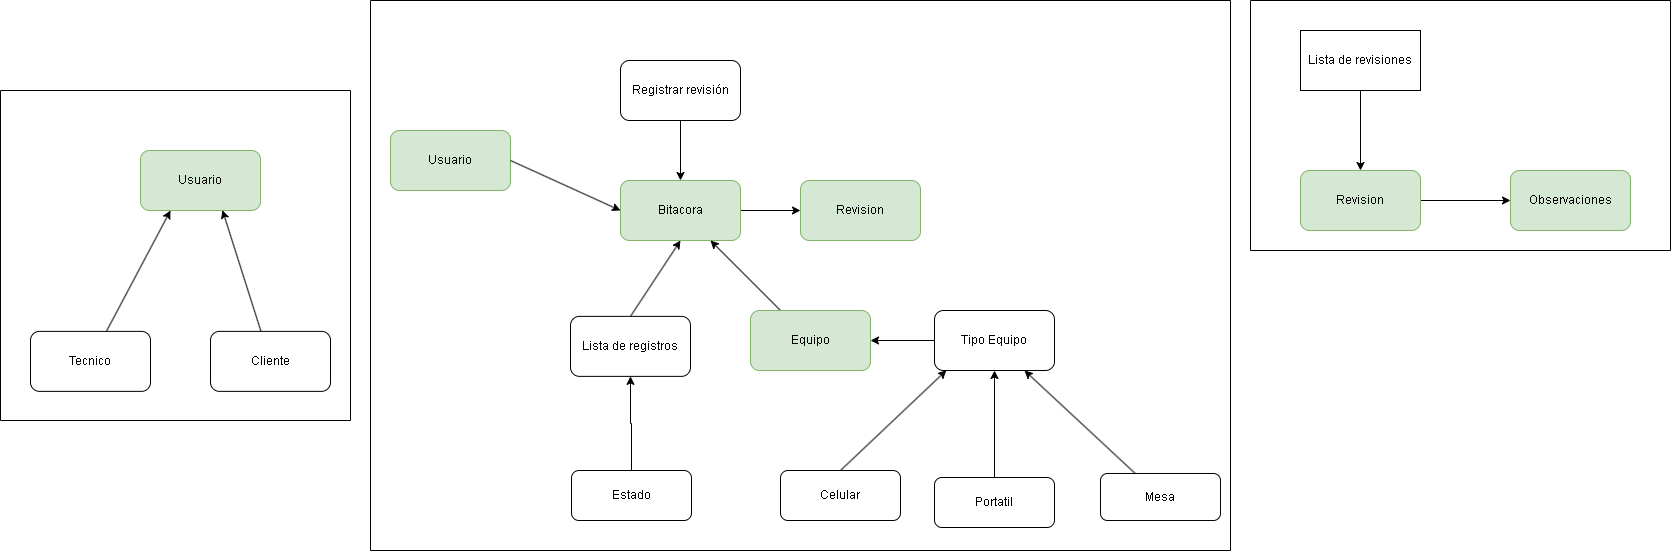 Usuario
Tecnico
Cliente
Registrar revisión
Usuario
Bitacora
Revision
Lista de registros
Equipo
Tipo Equipo
Estado
Celular
Portatil
Mesa
Lista de revisiones
Revision
Observaciones